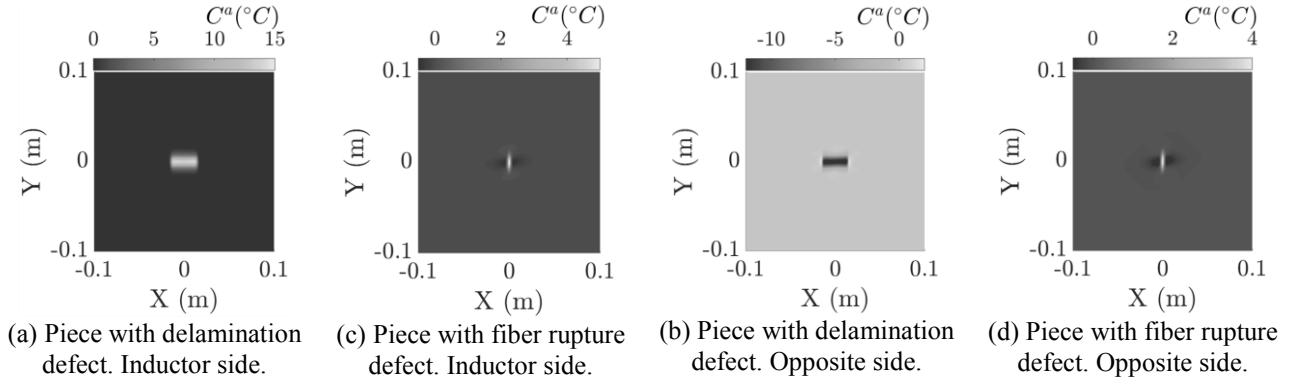 C^a(°C)
0 5 10 15
0.1
0
-0.1
Y (m)
-0.1 0 0.1
X (m)
(a) Piece with delamination
defect. Inductor side.
C^a(°C)
0 2 4
0.1
0
-0.1
Y (m)
-0.1 0 0.1
X (m)
(c) Piece with fiber rupture
defect. Inductor side.
C^a(°C)
-10 -5 0
0.1
0
-0.1
Y (m)
-0.1 0 0.1
X (m)
(b) Piece with delamination
defect. Opposite side.
C^a(°C)
0 2 4
0.1
0
-0.1
Y (m)
-0.1 0 0.1
X (m)
(d) Piece with fiber rupture
defect. Opposite side.